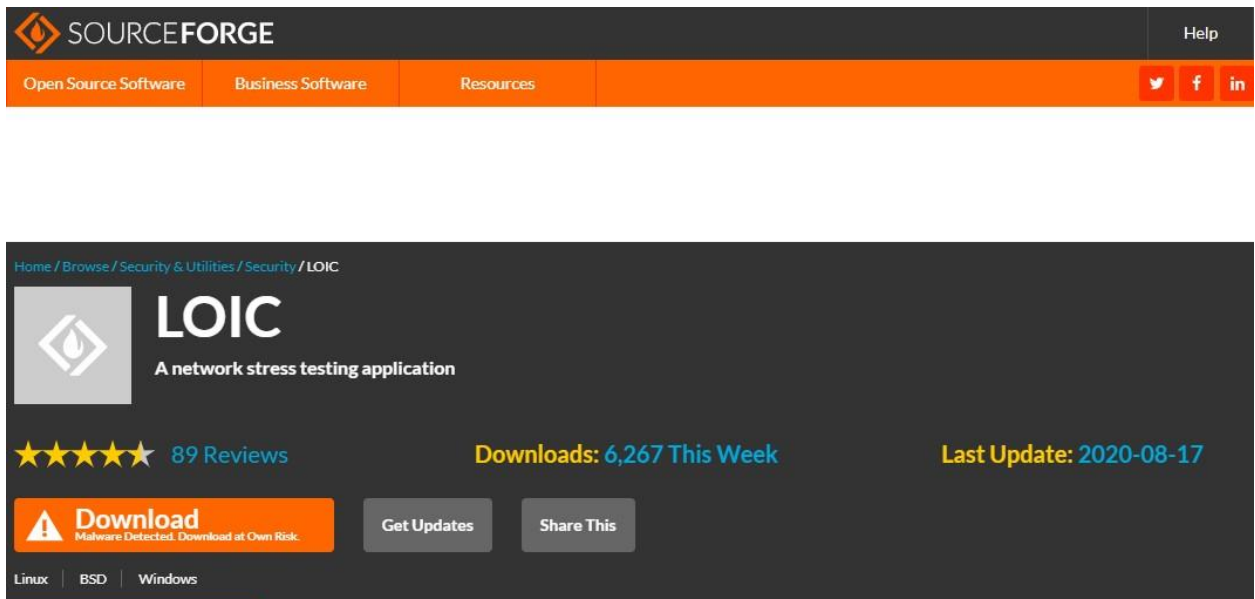 SOURCEFORGE
Help
Open Source Software
Business Software
Resources
f
in
Home / Browse / Security & Utilities / Security / LOIC
LOIC
A network stress testing application
89 Reviews
Downloads: 6,267 This Week
Last Update: 2020-08-17
Download
Malware Detected. Download at Own Risk.
Get Updates
Share This
Linux
BSD
Windows